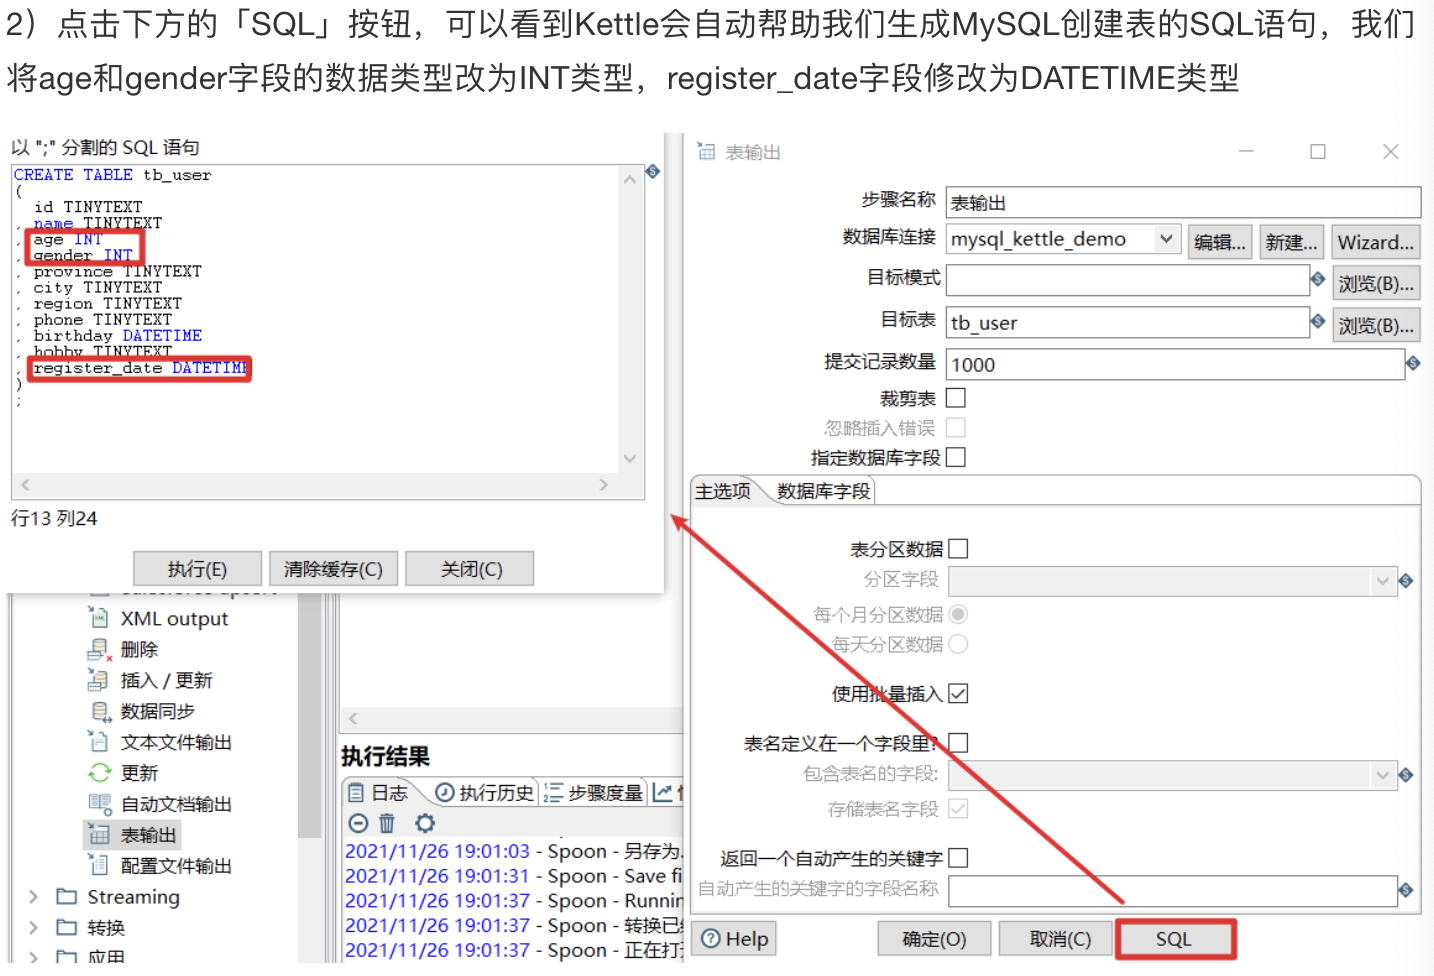 2）点击下方的「SQL」按钮，可以看到Kettle会自动帮助我们生成MySQL创建表的SQL语句，我们
将age和gender字段的数据类型改为INT类型，register_date字段修改为DATETIME类型
以 ";" 分割的 SQL 语句
CREATE TABLE tb_user
(
id TINYTEXT
, name TINYTEXT
, age INT
, gender INT
, province TINYTEXT
, city TINYTEXT
, region TINYTEXT
, phone TINYTEXT
, birthday DATETIME
, hobby TINYTEXT
, register_date DATETIME
)
;
行13 列24
执行(E) 清除缓存(C) 关闭(C)
XML output
删除
插入 / 更新
数据同步
文本文件输出
更新
自动文档输出
表输出
配置文件输出
Streaming
转换
应用
执行结果
日志 执行历史 步骤度量
2021/11/26 19:01:03 - Spoon - 另存为
2021/11/26 19:01:31 - Spoon - Save fi
2021/11/26 19:01:37 - Spoon - Runnin
2021/11/26 19:01:37 - Spoon - 转换已
2021/11/26 19:01:37 - Spoon - 正在打
表输出
步骤名称 表输出
数据库连接 mysql_kettle_demo 编辑... 新建... Wizard...
目标模式 浏览(B)...
目标表 tb_user 浏览(B)...
提交记录数量 1000
裁剪表
忽略插入错误
指定数据库字段
主选项 数据库字段
表分区数据
分区字段
每个月分区数据
每天分区数据
使用批量插入
表名定义在一个字段里?
包含表名的字段:
存储表名字段
返回一个自动产生的关键字
自动产生的关键字的字段名称
Help 确定(O) 取消(C) SQL